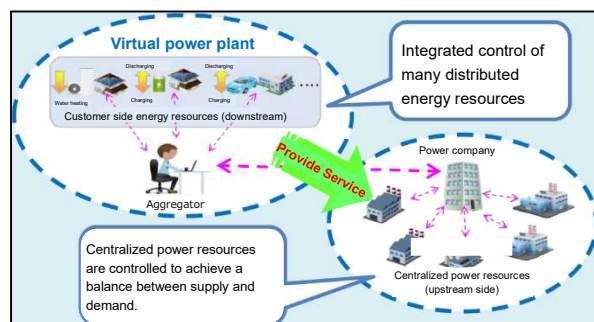 Virtual power plant
Discharging
Discharging
Water heating
Charging
Charging
Customer side energy resources (downstream)
Aggregator
Integrated control of
many distributed
energy resources
Provide Service
Power company
Centralized power resources
(upstream side)
Centralized power resources
are controlled to achieve a
balance between supply and
demand.